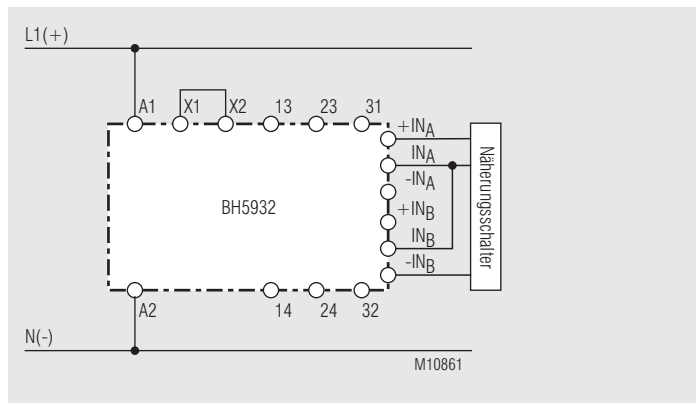 L1(+)
A1 X1 X2 13 23 31
+INA
INA
-INA
+INB
INB
-INB
Näherungsschalter
BH5932
A2 14 24 32
N(-)
M10861